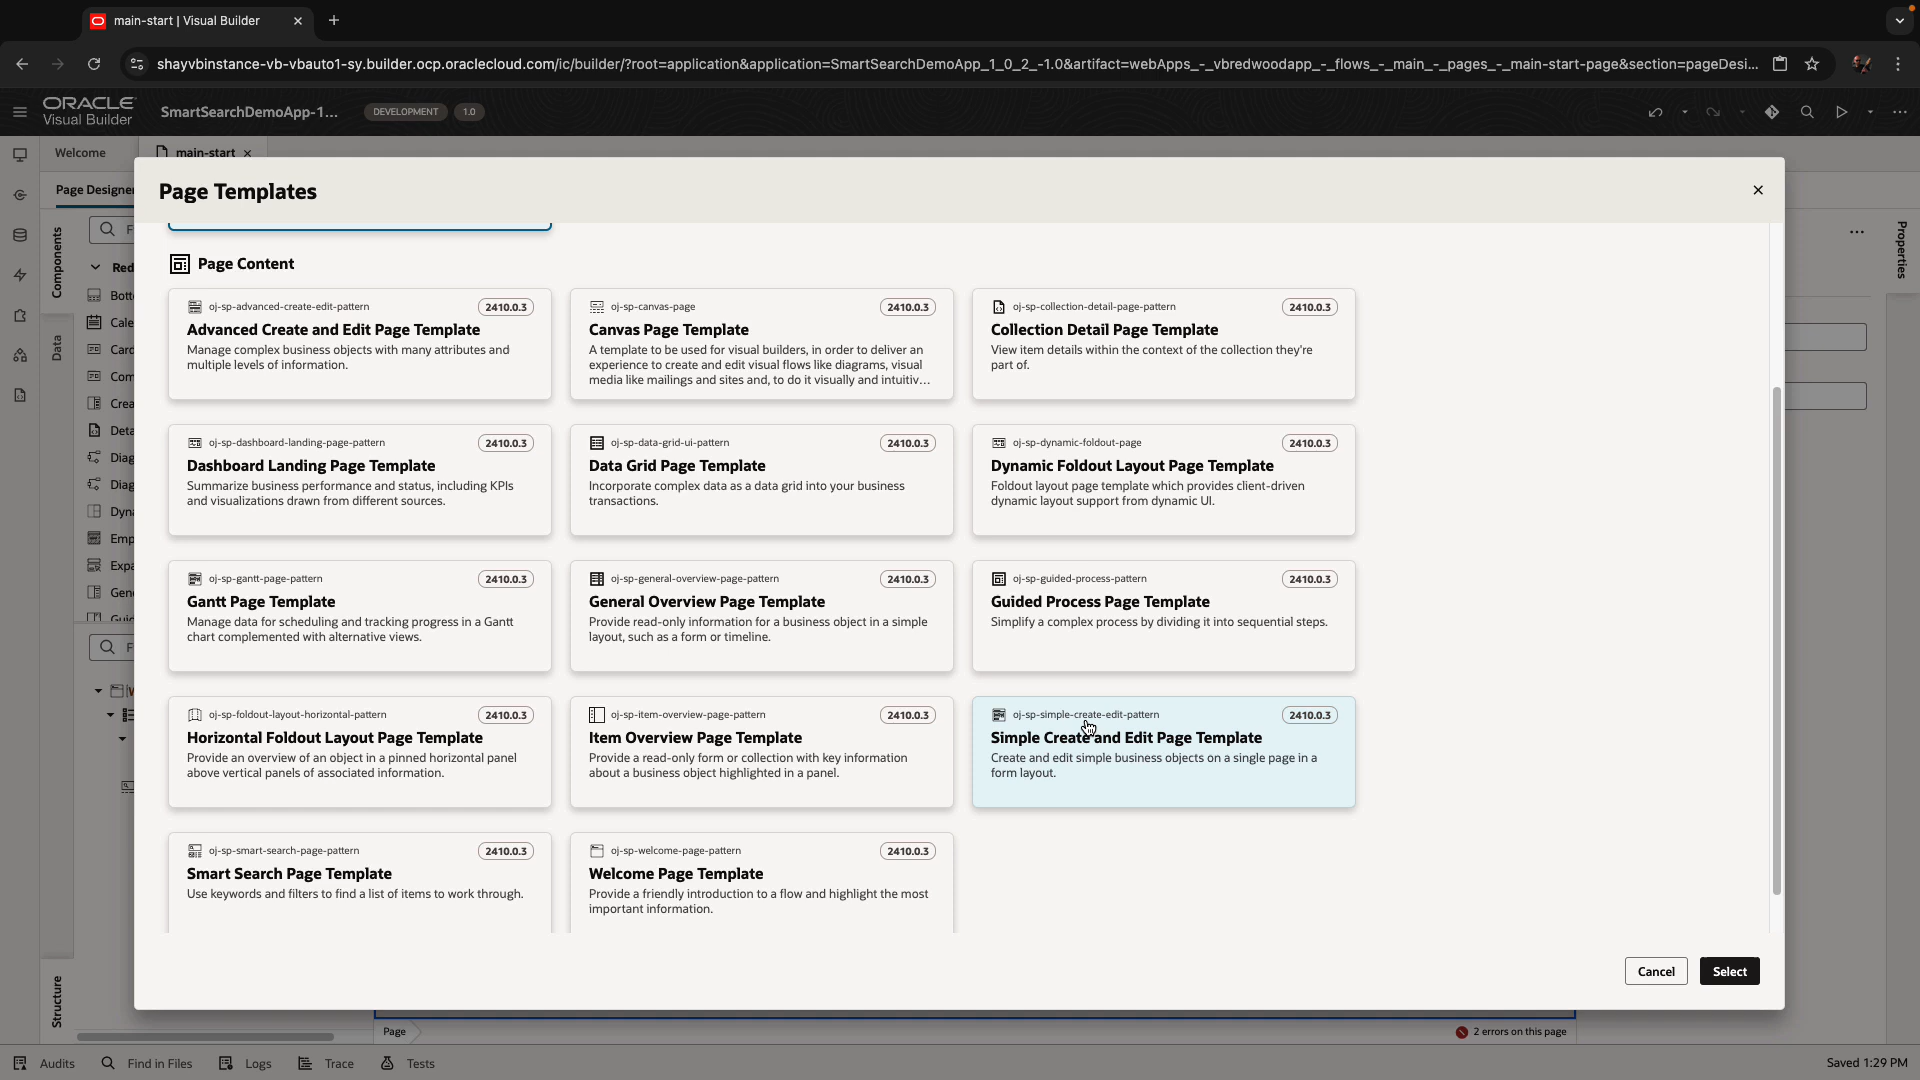 main-start | Visual Builder
shayvbinstance-vb-vbauto1-sy.builder.ocp.oraclecloud.com/ic/builder/?root=application&application=SmartSearchDemoApp_1_0_2_-1.0&artifact=webApps_-_vbredwoodapp_-_flows_-_main_-_pages_-_main-start-page&section=pageDesi...
ORACLE
Visual Builder
SmartSearchDemoApp-1...
DEVELOPMENT
1.0
Welcome
main-start
Page Designer
Page Templates
Components
Data
Structure
Properties
F
Red
Bott
Cale
Card
Com
Crea
Deta
Diag
Diag
Dyna
Emp
Expa
Gene
Guid
F
Page Content
oj-sp-advanced-create-edit-pattern 2410.0.3
Advanced Create and Edit Page Template
Manage complex business objects with many attributes and
multiple levels of information.
oj-sp-canvas-page 2410.0.3
Canvas Page Template
A template to be used for visual builders, in order to deliver an
experience to create and edit visual flows like diagrams, visual
media like mailings and sites and, to do it visually and intuitiv...
oj-sp-collection-detail-page-pattern 2410.0.3
Collection Detail Page Template
View item details within the context of the collection they're
part of.
oj-sp-dashboard-landing-page-pattern 2410.0.3
Dashboard Landing Page Template
Summarize business performance and status, including KPIs
and visualizations drawn from different sources.
oj-sp-data-grid-ui-pattern 2410.0.3
Data Grid Page Template
Incorporate complex data as a data grid into your business
transactions.
oj-sp-dynamic-foldout-page 2410.0.3
Dynamic Foldout Layout Page Template
Foldout layout page template which provides client-driven
dynamic layout support from dynamic UI.
oj-sp-gantt-page-pattern 2410.0.3
Gantt Page Template
Manage data for scheduling and tracking progress in a Gantt
chart complemented with alternative views.
oj-sp-general-overview-page-pattern 2410.0.3
General Overview Page Template
Provide read-only information for a business object in a simple
layout, such as a form or timeline.
oj-sp-guided-process-pattern 2410.0.3
Guided Process Page Template
Simplify a complex process by dividing it into sequential steps.
oj-sp-foldout-layout-horizontal-pattern 2410.0.3
Horizontal Foldout Layout Page Template
Provide an overview of an object in a pinned horizontal panel
above vertical panels of associated information.
oj-sp-item-overview-page-pattern 2410.0.3
Item Overview Page Template
Provide a read-only form or collection with key information
about a business object highlighted in a panel.
oj-sp-simple-create-edit-pattern 2410.0.3
Simple Create and Edit Page Template
Create and edit simple business objects on a single page in a
form layout.
oj-sp-smart-search-page-pattern 2410.0.3
Smart Search Page Template
Use keywords and filters to find a list of items to work through.
oj-sp-welcome-page-pattern 2410.0.3
Welcome Page Template
Provide a friendly introduction to a flow and highlight the most
important information.
Cancel
Select
Page
2 errors on this page
Audits
Find in Files
Logs
Trace
Tests
Saved 1:29 PM